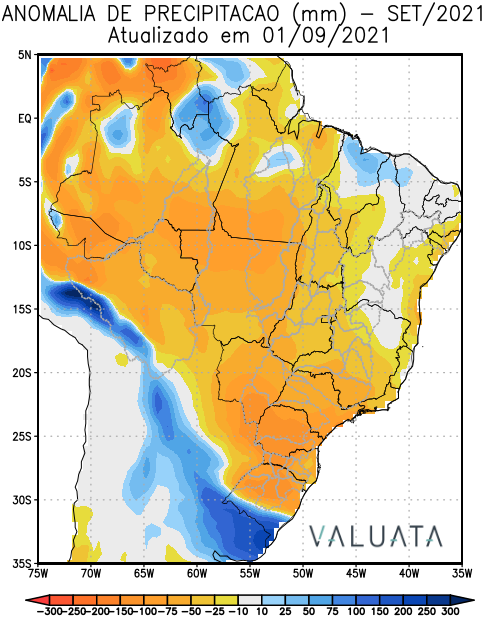 ANOMALIA DE PRECIPITACAO (mm) – SET/2021
Atualizado em 01/09/2021
5N
EQ
5S
10S
15S
20S
25S
30S
35S
VALUATA
75W 70W 65W 60W 55W 50W 45W 40W 35W
-300 -250 -200 -150 -100 -75 -50 -25 -10 10 25 50 75 100 150 200 250 300